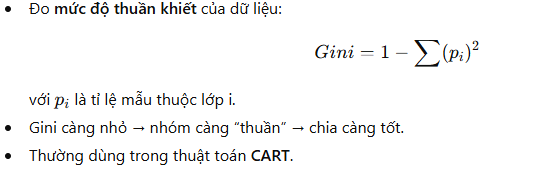 • Đo mức độ thuần khiết của dữ liệu:
Gini = 1 − ∑(pᵢ)²
với pᵢ là tỉ lệ mẫu thuộc lớp i.
• Gini càng nhỏ → nhóm càng “thuần” → chia càng tốt.
• Thường dùng trong thuật toán CART.